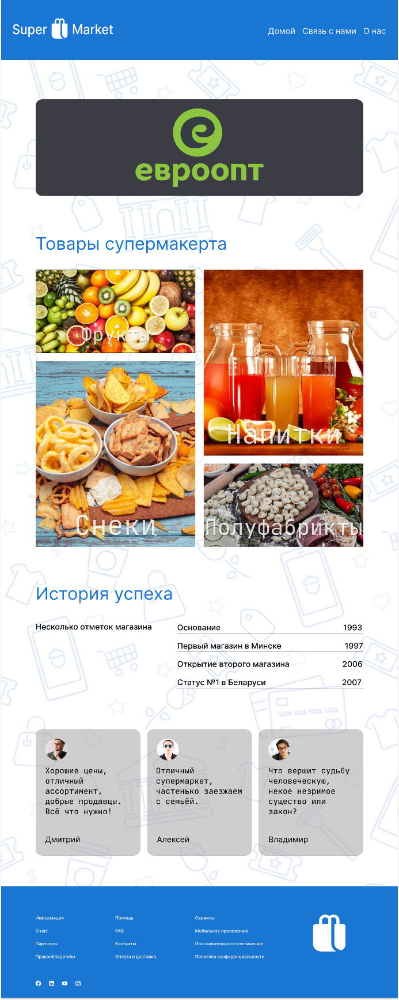 Super Market
Домой Связь с нами О нас
евроопт
Товары супермакерта
Фрукты
Напитки
Снеки
Полуфабрикты
История успеха
Несколько отметок магазина
Основание 1993
Первый магазин в Минске 1997
Открытие второго магазина 2006
Статус №1 в Беларуси 2007
Хорошие цены,
отличный
ассортимент,
добрые продавцы.
Всё что нужно!
Дмитрий
Отличный
супермаркет,
частенько заезжаем
с семьёй.
Алексей
Что вершит судьбу
человеческую,
некое незримое
существо или
закон?
Владимир
Информация
О нас
Партнеры
Правообладатели
Помощь
FAQ
Контакты
Оплата и доставка
Сервисы
Мобильное приложение
Пользовательское соглашение
Политика конфиденциальности